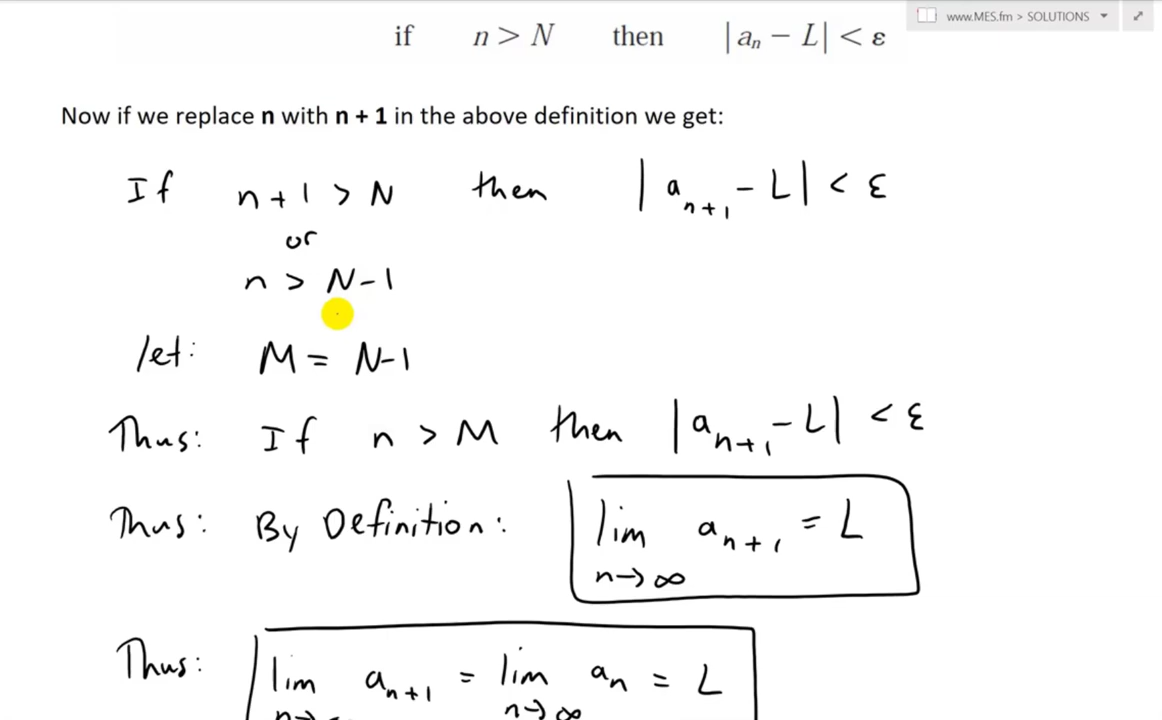 www.MES.fm > SOLUTIONS
if n > N then |aₙ − L| < ε
Now if we replace n with n + 1 in the above definition we get:
If n+1 > N then |aₙ₊₁ − L| < ε
or
n > N−1
let: M = N−1
Thus: If n > M then |aₙ₊₁ − L| < ε
Thus: By Definition: lim aₙ₊₁ = L
n→∞
Thus: lim aₙ₊₁ = lim aₙ = L
n→∞